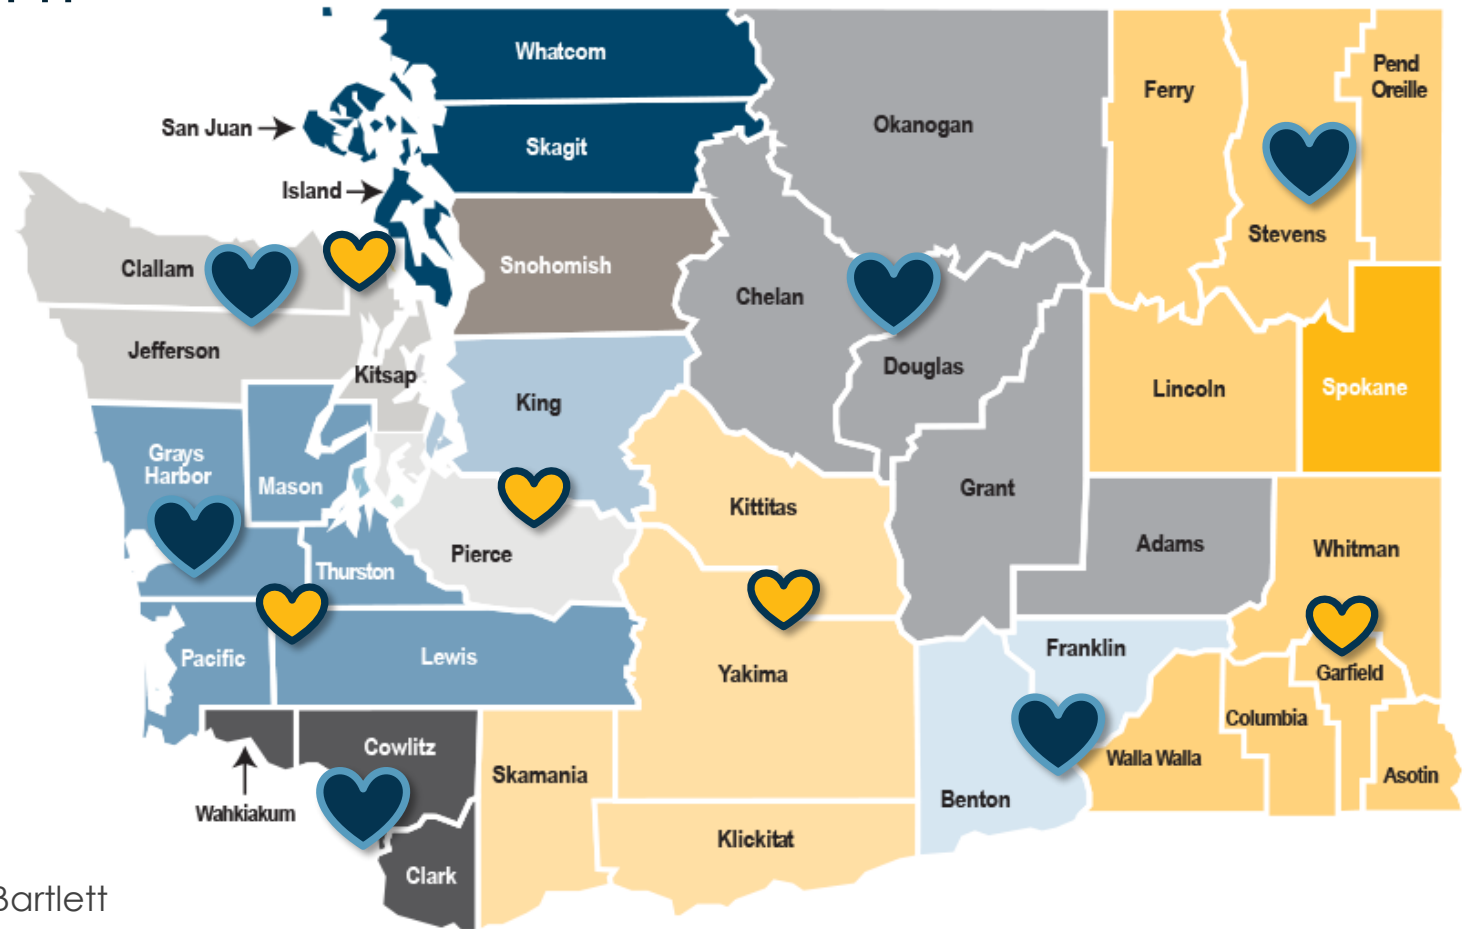 Whatcom
Pend
Oreille
Ferry
Okanogan
San Juan
Skagit
Island
Stevens
Snohomish
Clallam
Chelan
Jefferson
Douglas
Kitsap
Lincoln
Spokane
King
Grays
Harbor
Mason
Grant
Kittitas
Adams
Whitman
Pierce
Thurston
Franklin
Pacific
Lewis
Yakima
Garfield
Columbia
Cowlitz
Skamania
Walla Walla
Asotin
Benton
Wahkiakum
Klickitat
Clark
Bartlett